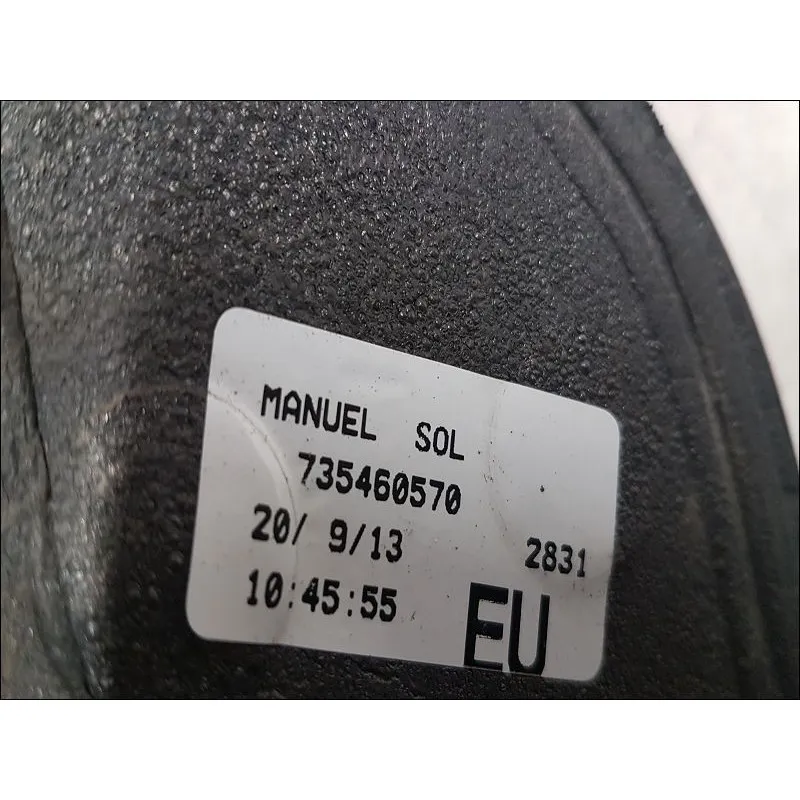 MANUEL SOL
735460570
20/ 9/13 2831
10:45:55 EU